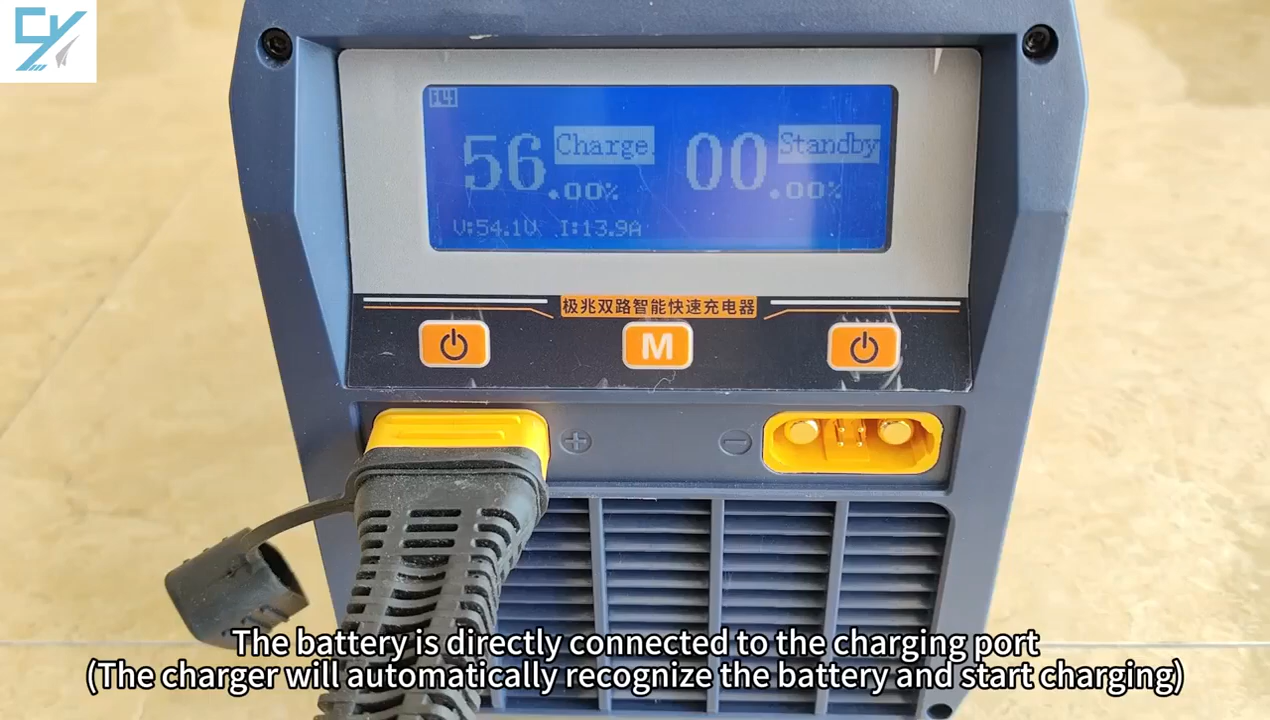 CY
14
56.00% Charge 00.00% Standby
V:54.1V I:13.9A
极兆双路智能快速充电器
M
The battery is directly connected to the charging port
(The charger will automatically recognize the battery and start charging)